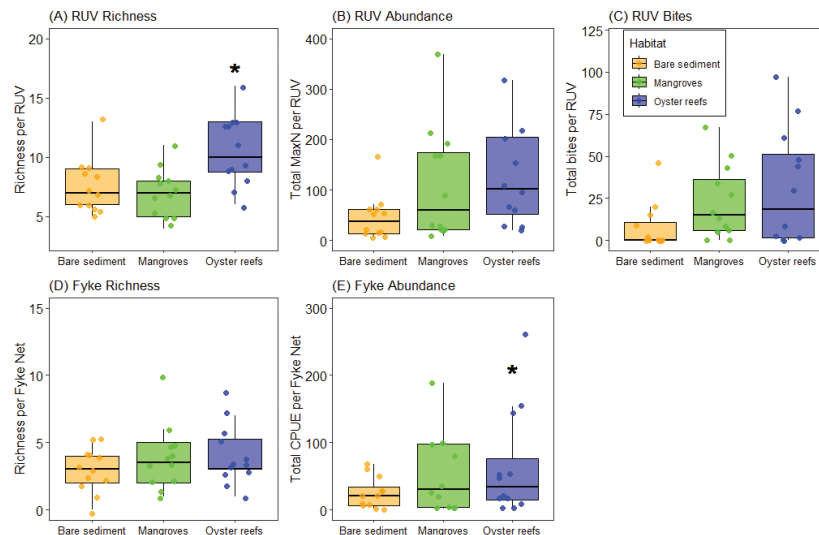 (A) RUV Richness
Richness per RUV
20
15
10
5
*
Bare sediment Mangroves Oyster reefs
(B) RUV Abundance
Total MaxN per RUV
400
300
200
100
0
Bare sediment Mangroves Oyster reefs
(C) RUV Bites
Total bites per RUV
125
100
75
50
25
0
Habitat
Bare sediment
Mangroves
Oyster reefs
Bare sediment Mangroves Oyster reefs
(D) Fyke Richness
Richness per Fyke Net
15
10
5
0
Bare sediment Mangroves Oyster reefs
(E) Fyke Abundance
Total CPUE per Fyke Net
300
200
100
0
*
Bare sediment Mangroves Oyster reefs